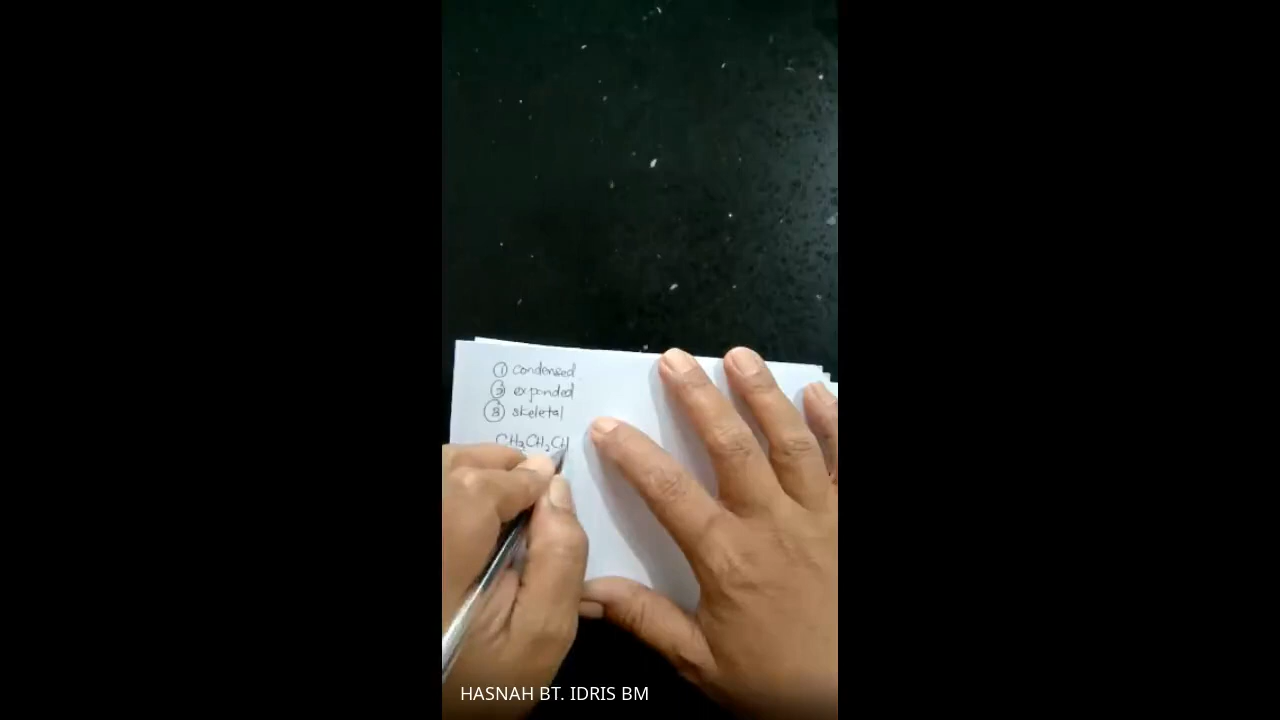 ① condensed
② expanded
③ skeletal
CH₃CH₂CH
HASNAH BT. IDRIS BM